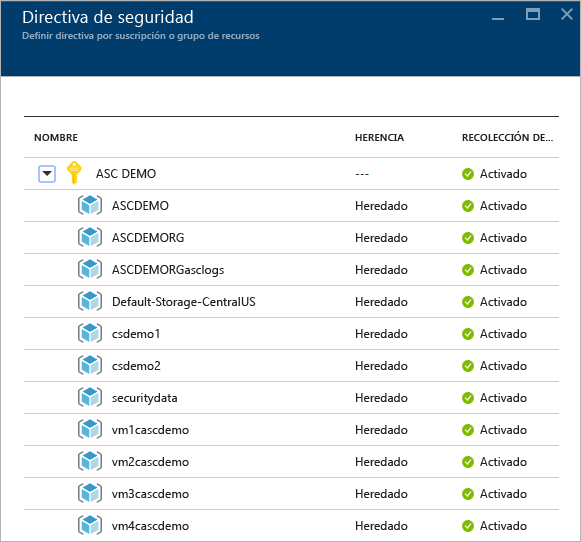 Directiva de seguridad
Definir directiva por suscripción o grupo de recursos
NOMBRE HERENCIA RECOLECCIÓN DE...
ASC DEMO --- Activado
ASCDEMO Heredado Activado
ASCDEMORG Heredado Activado
ASCDEMORGasclogs Heredado Activado
Default-Storage-CentralUS Heredado Activado
csdemo1 Heredado Activado
csdemo2 Heredado Activado
securitydata Heredado Activado
vm1cascdemo Heredado Activado
vm2cascdemo Heredado Activado
vm3cascdemo Heredado Activado
vm4cascdemo Heredado Activado